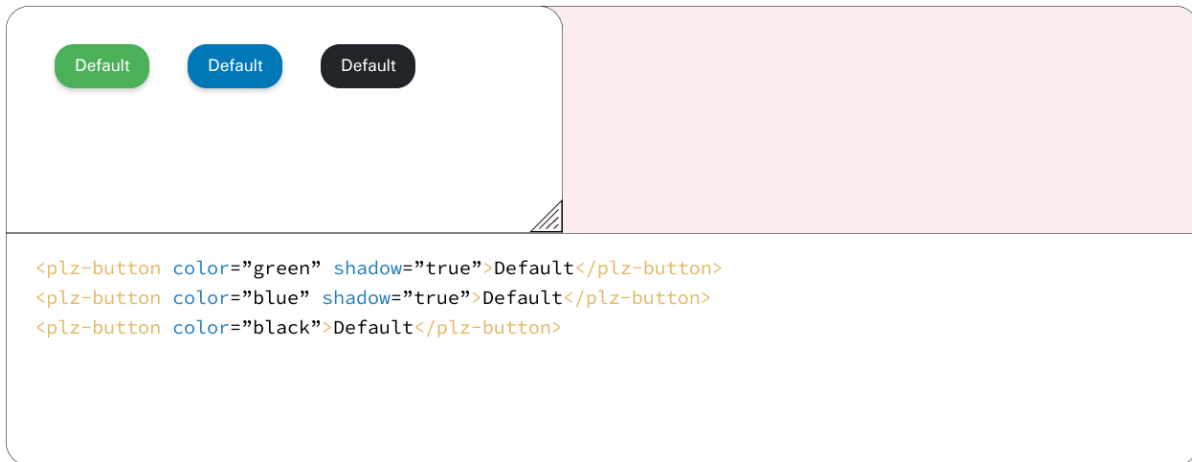 Default Default Default
<plz-button color=”green” shadow=”true”>Default</plz-button>
<plz-button color=”blue” shadow=”true”>Default</plz-button>
<plz-button color=”black”>Default</plz-button>